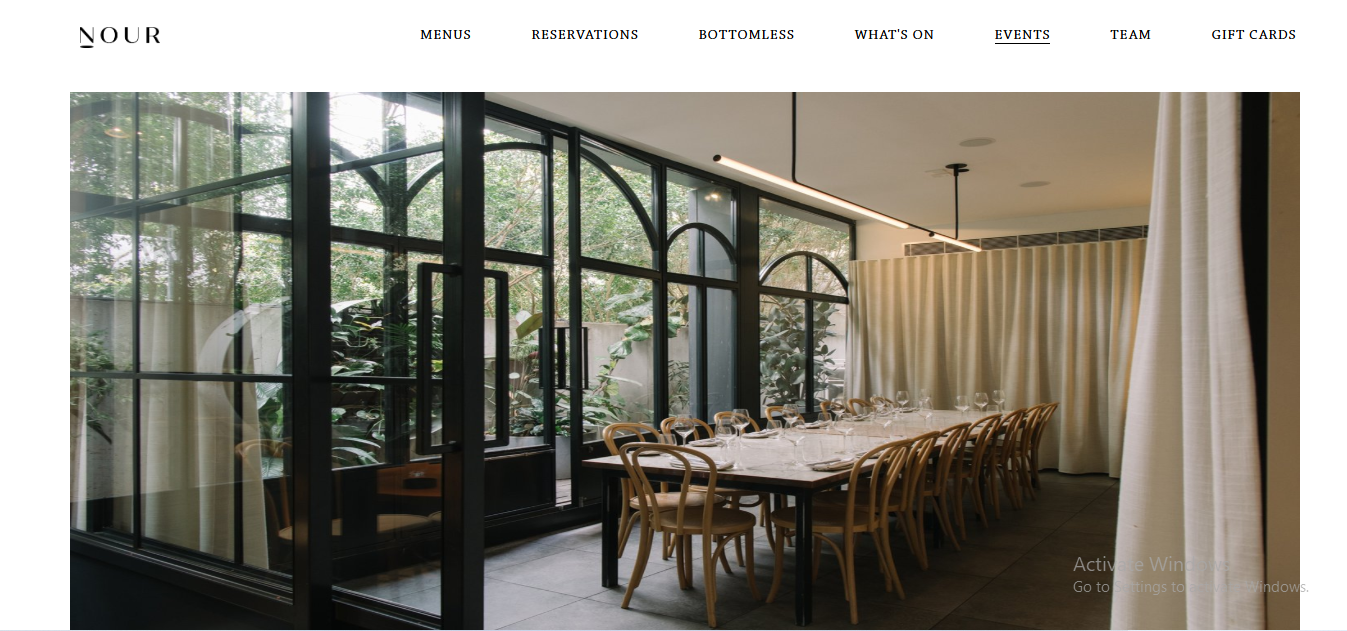 NOUR
MENUS
RESERVATIONS
BOTTOMLESS
WHAT'S ON
EVENTS
TEAM
GIFT CARDS
Activate Windows
Go to Settings to activate Windows.